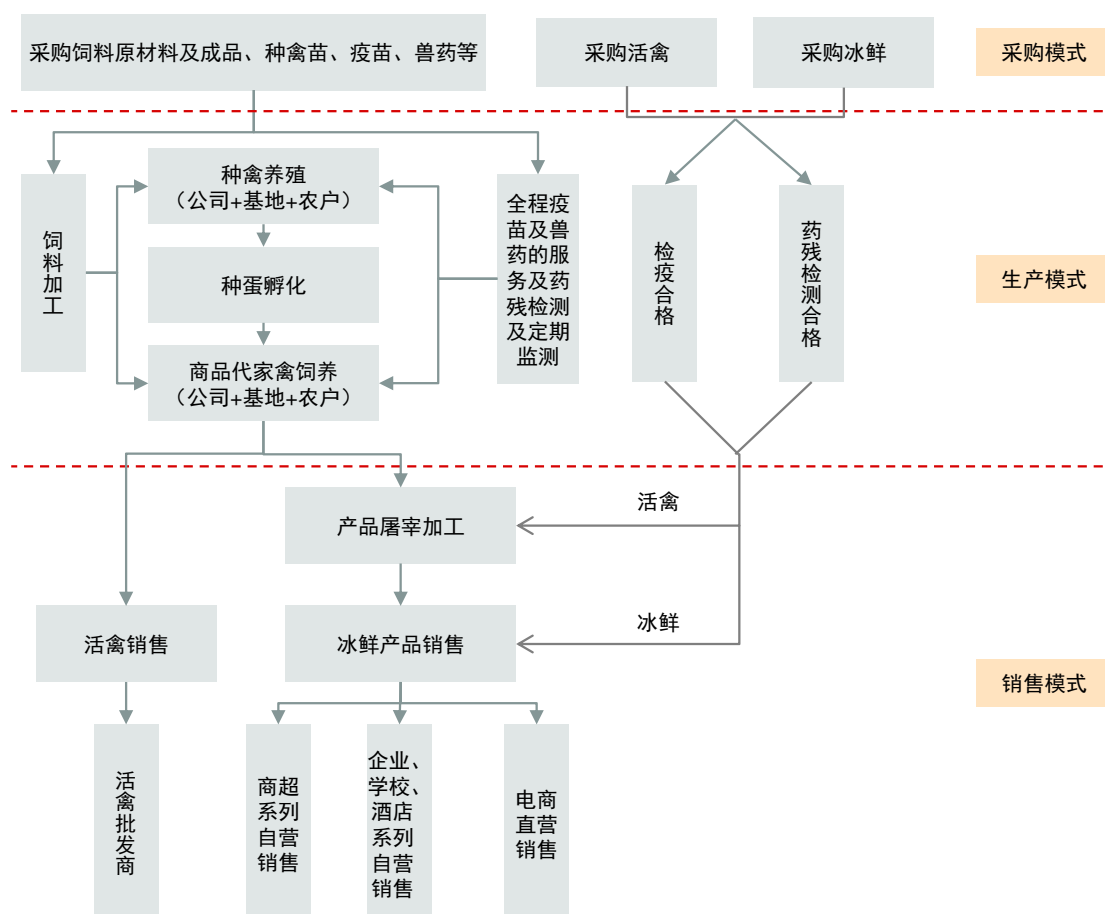 采购饲料原材料及成品、种禽苗、疫苗、兽药等
采购活禽
采购冰鲜
采购模式
种禽养殖
（公司+基地+农户）
饲料加工
种蛋孵化
商品代家禽饲养
（公司+基地+农户）
全程疫
苗及兽
药的服
务及药
残检测
及定期
监测
检疫合格
药残检测合格
生产模式
活禽
产品屠宰加工
冰鲜
活禽销售
冰鲜产品销售
销售模式
活禽批发商
商超
系列
自营
销售
企业、
学校、
酒店
系列
自营
销售
电商
直营
销售